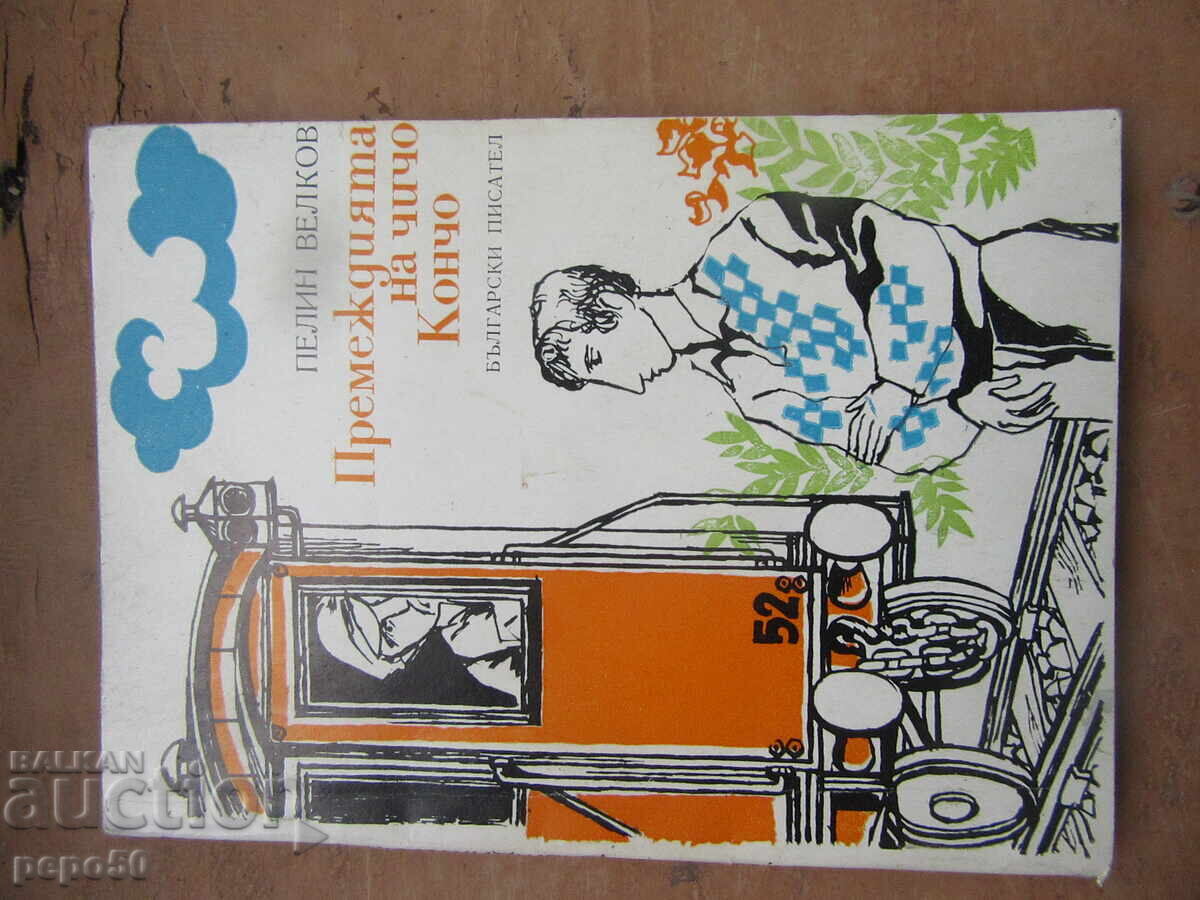 ПЕЛИН ВЕЛКОВ
Премеждията
на чичо
Кончо
БЪЛГАРСКИ ПИСАТЕЛ
52
BALKAN
auction
pepo50